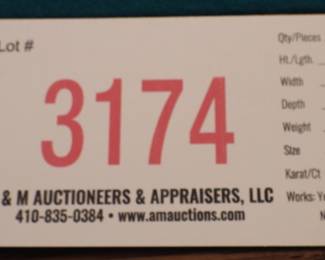 Lot #
3174
& M AUCTIONEERS & APPRAISERS, LLC
410-835-0384 • www.amauctions.com
Qty/Pieces
Ht./Lgth.
Width
Depth
Weight
Size
Karat/Ct
Works: Y
N